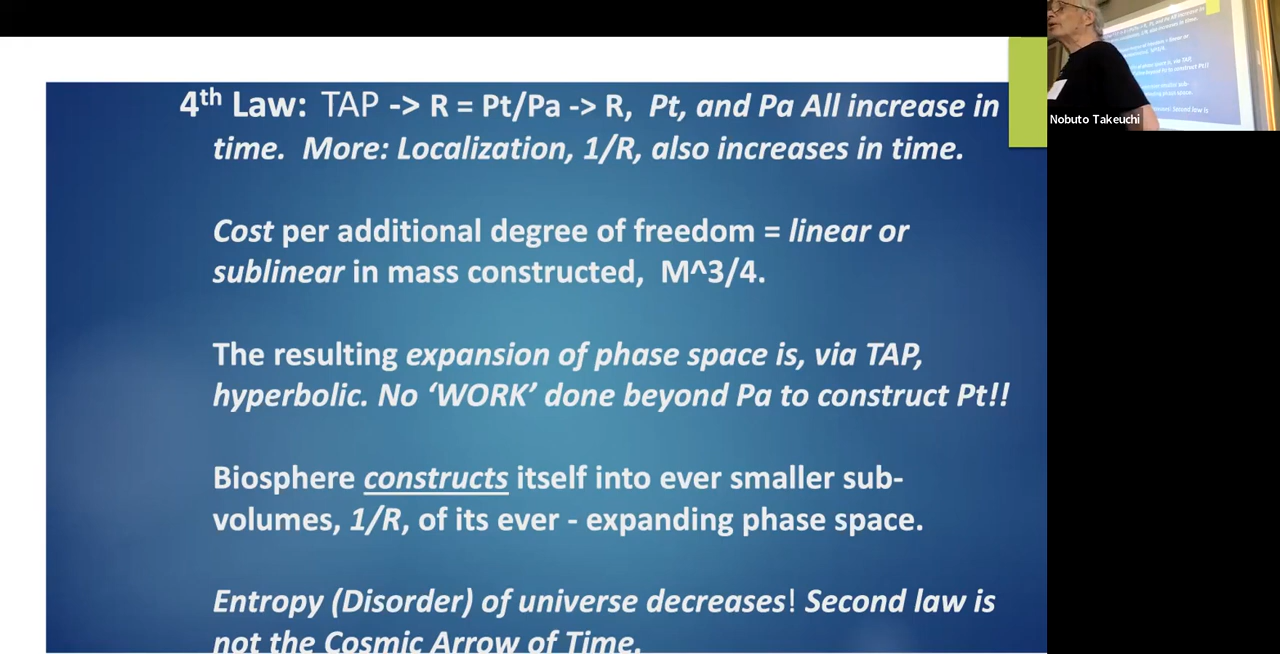 4th Law: TAP -> R = Pt/Pa -> R, Pt, and Pa All increase in
time. More: Localization, 1/R, also increases in time.
Cost per additional degree of freedom = linear or
sublinear in mass constructed, M^3/4.
The resulting expansion of phase space is, via TAP,
hyperbolic. No ‘WORK’ done beyond Pa to construct Pt!!
Biosphere constructs itself into ever smaller sub-
volumes, 1/R, of its ever - expanding phase space.
Entropy (Disorder) of universe decreases! Second law is
not the Cosmic Arrow of Time.
Nobuto Takeuchi